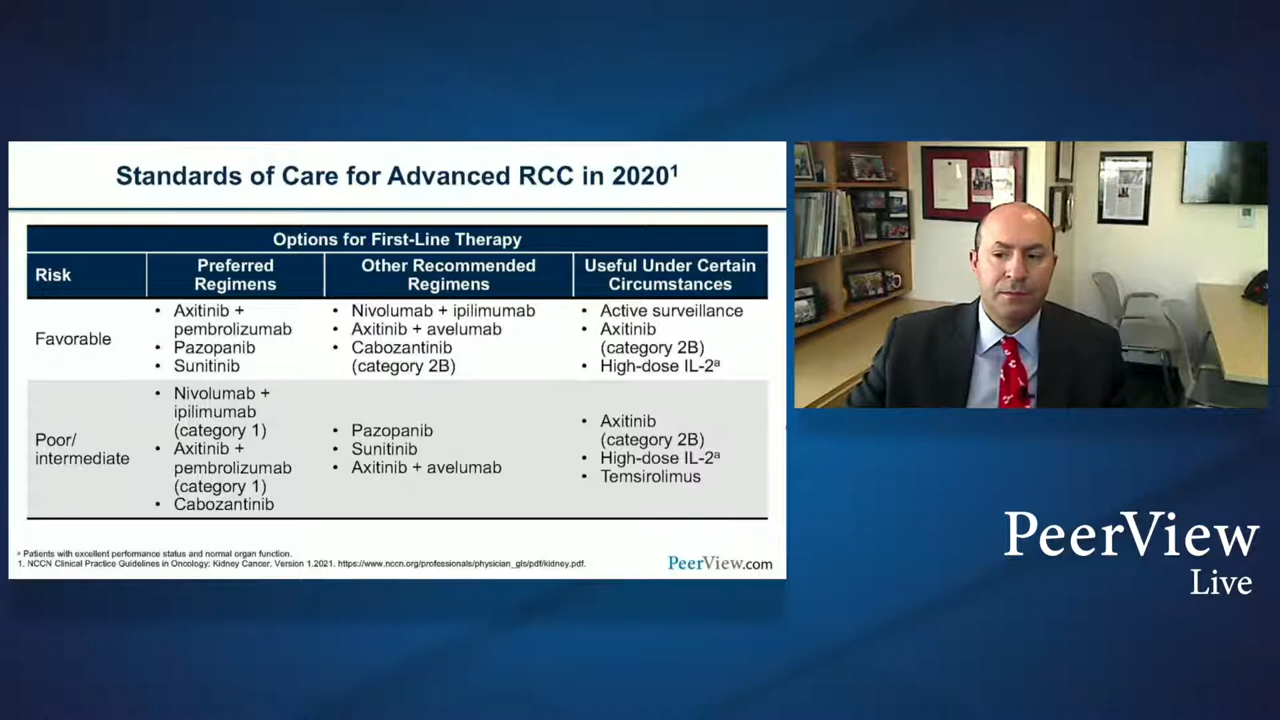 Standards of Care for Advanced RCC in 2020¹
Options for First-Line Therapy
Risk
Preferred
Regimens
Other Recommended
Regimens
Useful Under Certain
Circumstances
Favorable
• Axitinib +
pembrolizumab
• Pazopanib
• Sunitinib
• Nivolumab + ipilimumab
• Axitinib + avelumab
• Cabozantinib
(category 2B)
• Active surveillance
• Axitinib
(category 2B)
• High-dose IL-2ᵃ
Poor/
intermediate
• Nivolumab +
ipilimumab
(category 1)
• Axitinib +
pembrolizumab
(category 1)
• Cabozantinib
• Pazopanib
• Sunitinib
• Axitinib + avelumab
• Axitinib
(category 2B)
• High-dose IL-2ᵃ
• Temsirolimus
ᵃ Patients with excellent performance status and normal organ function.
1. NCCN Clinical Practice Guidelines in Oncology: Kidney Cancer. Version 1.2021. https://www.nccn.org/professionals/physician_gls/pdf/kidney.pdf.
PeerView.com
PeerView
Live